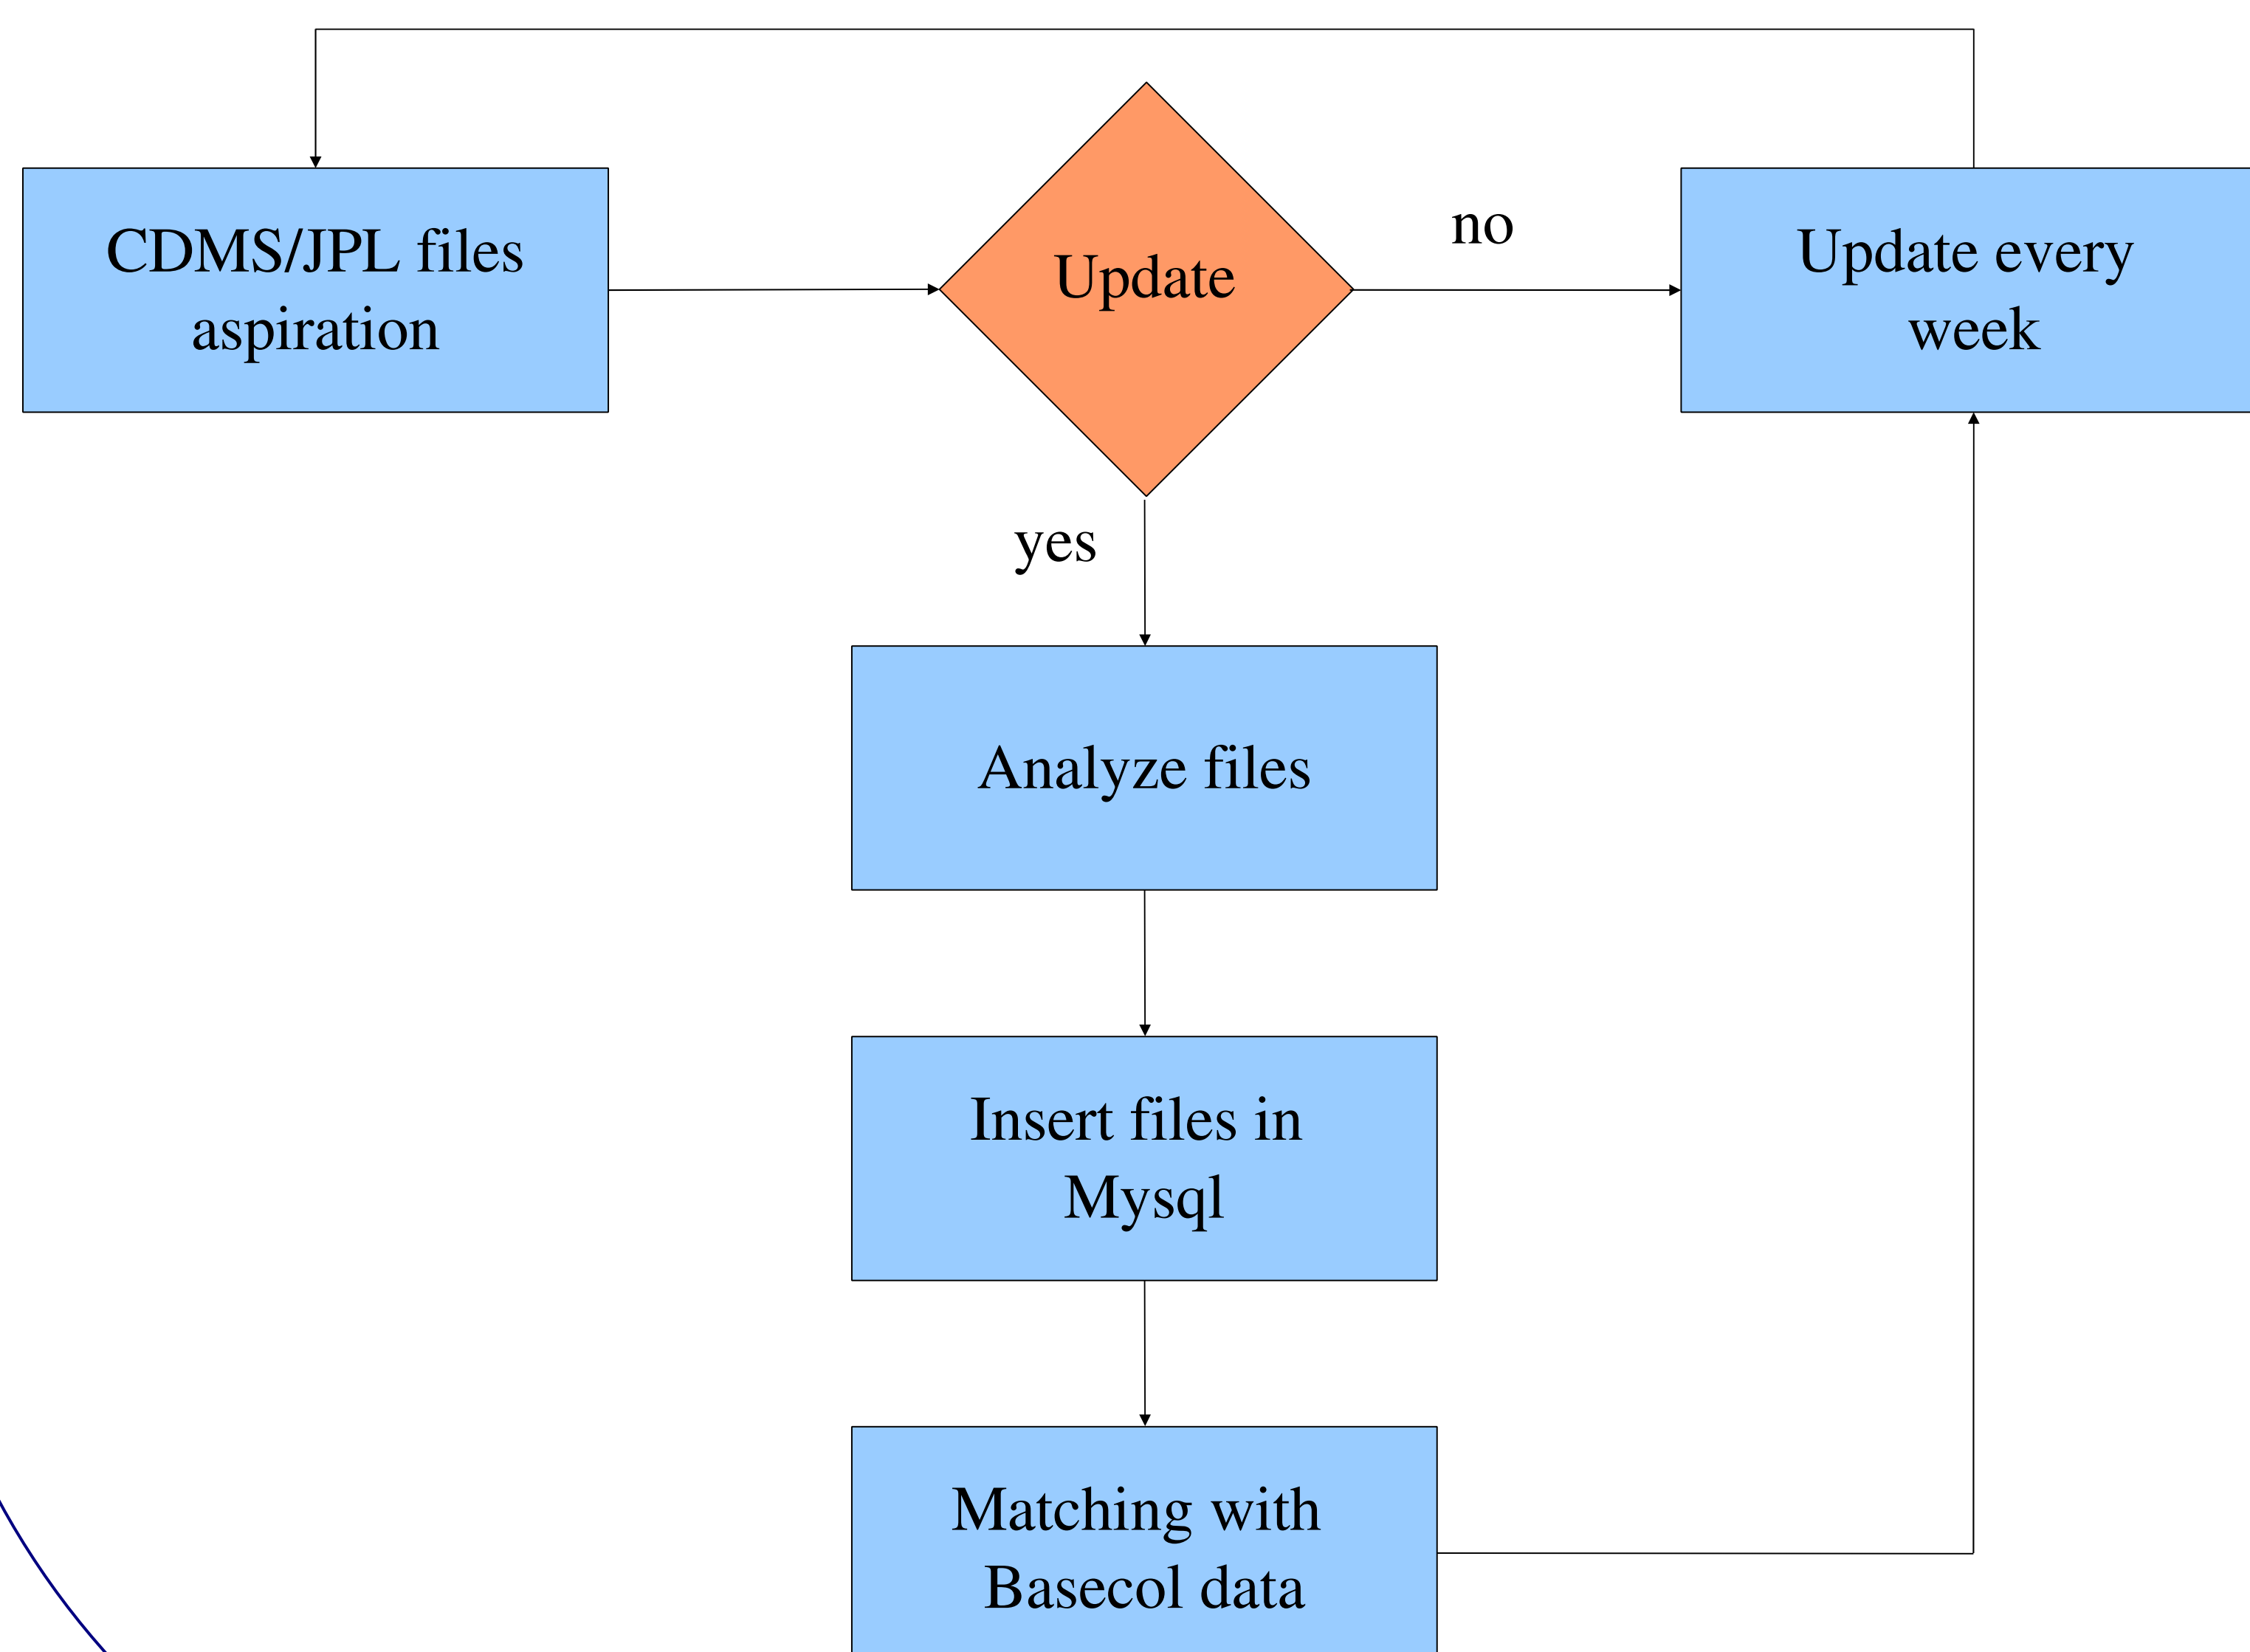 CDMS/JPL files
aspiration
Update
no
Update every
week
yes
Analyze files
Insert files in
Mysql
Matching with
Basecol data